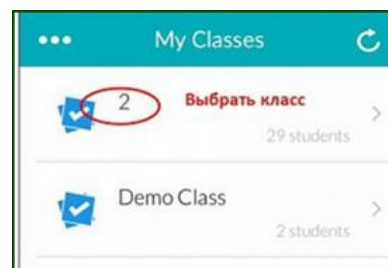 My Classes
2 Выбрать класс
29 students
Demo Class
2 students